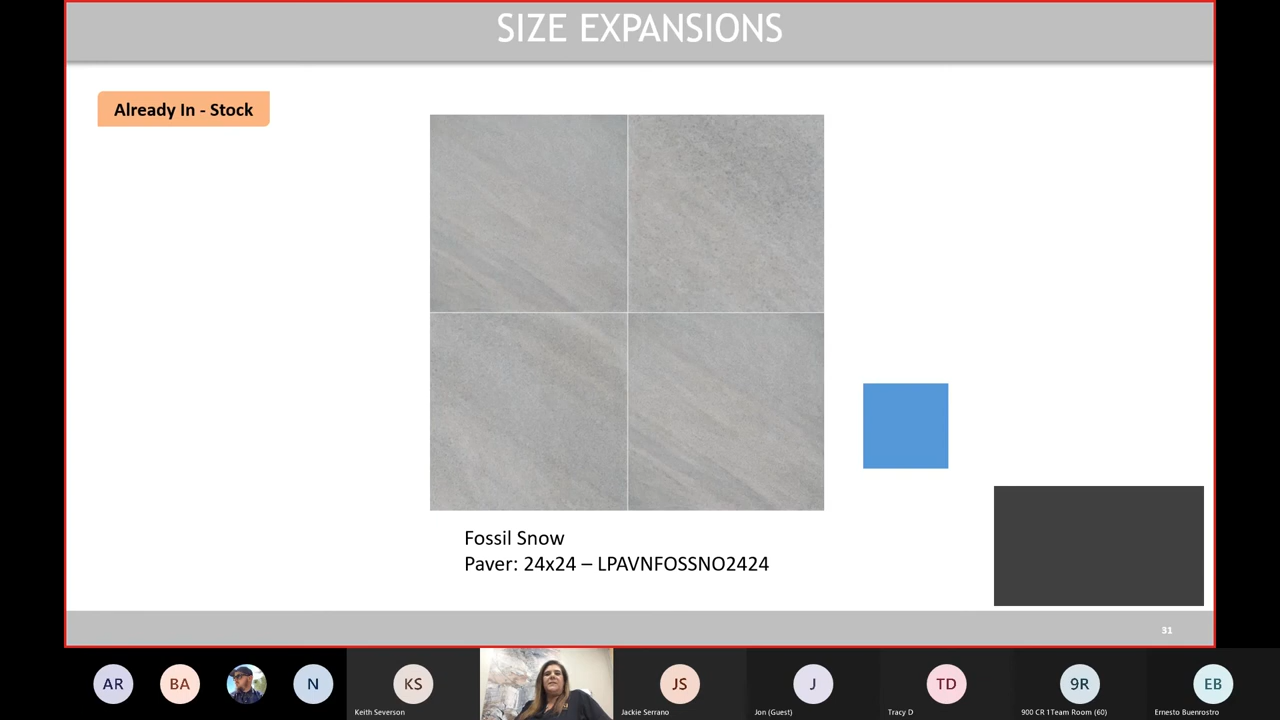 SIZE EXPANSIONS
Already In - Stock
Fossil Snow
Paver: 24x24 – LPAVNFOSSNO2424
31
AR
BA
N
KS
JS
J
TD
9R
EB
Keith Severson
Jackie Serrano
Jon (Guest)
Tracy D
900 CR 1Team Room (60)
Ernesto Buenrostro